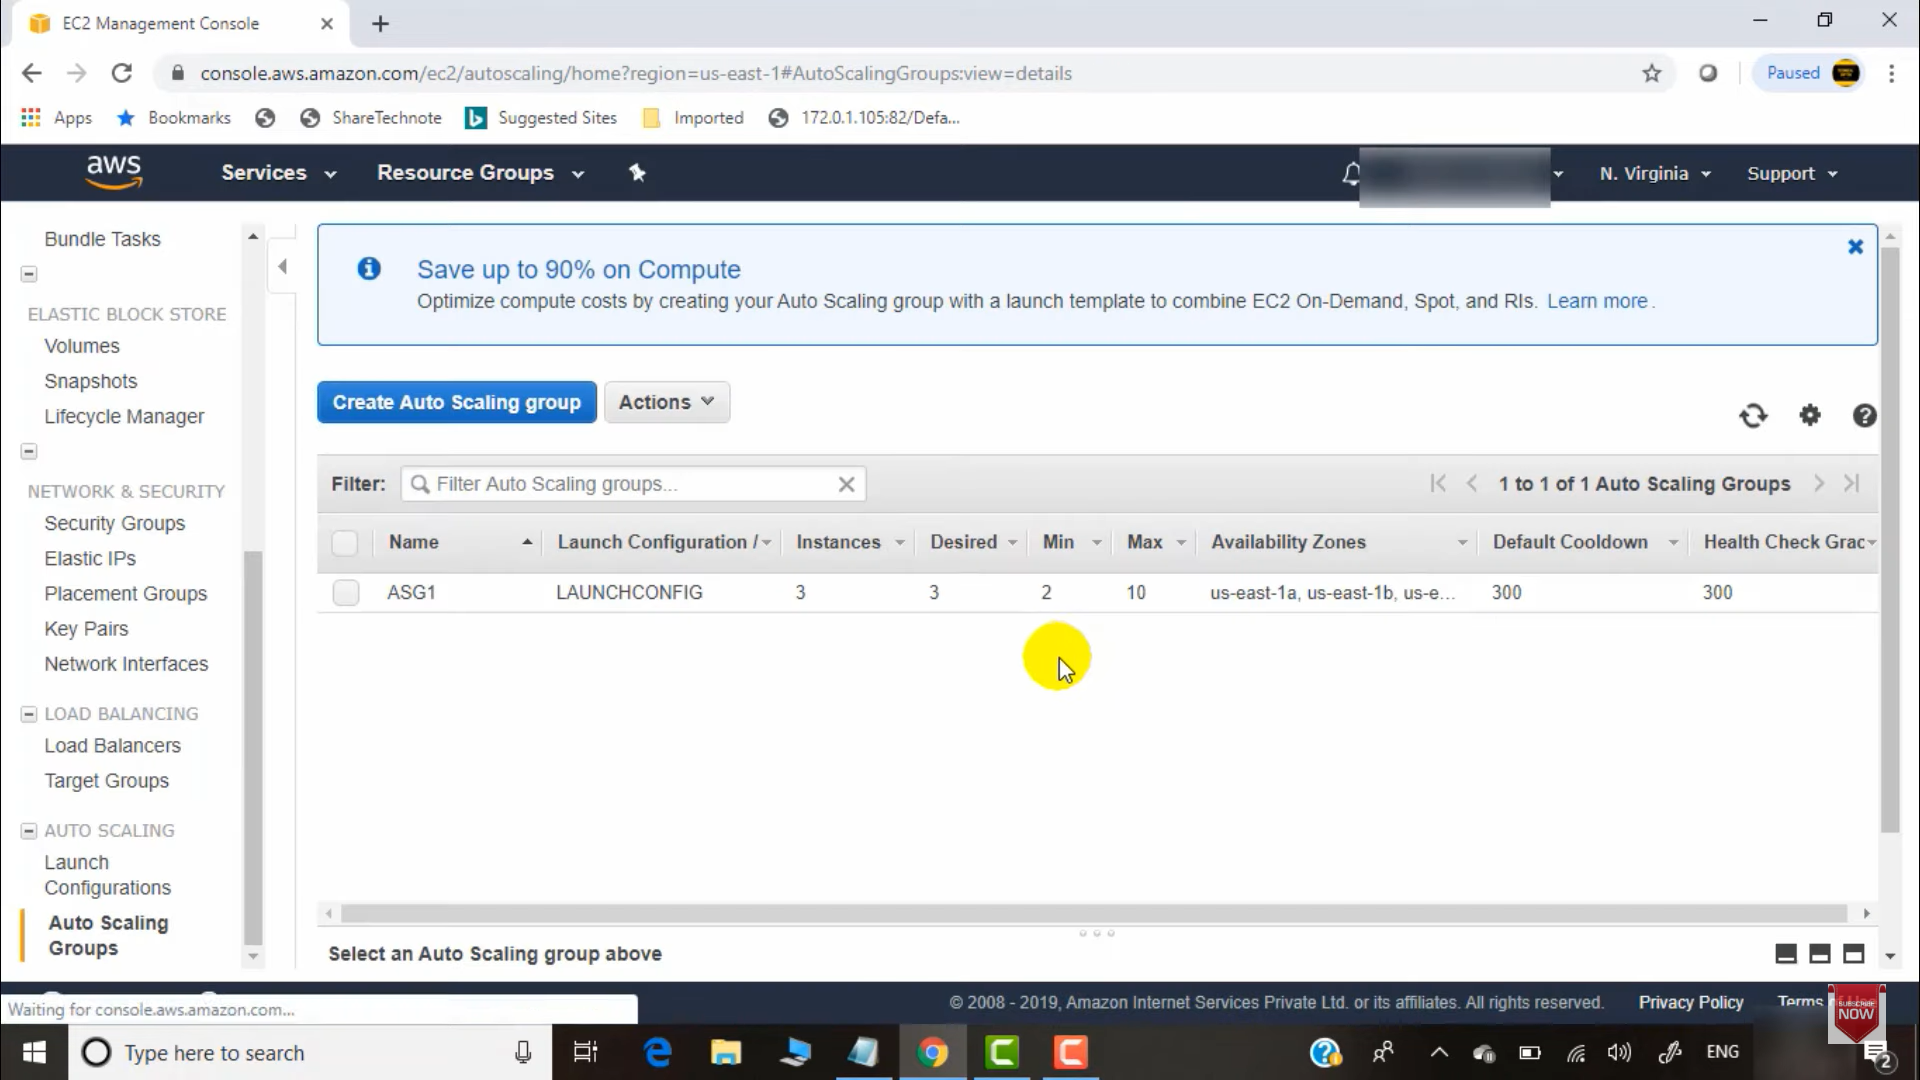 EC2 Management Console
console.aws.amazon.com/ec2/autoscaling/home?region=us-east-1#AutoScalingGroups:view=details
Paused
Apps
Bookmarks
ShareTechnote
Suggested Sites
Imported
172.0.1.105:82/Defa...
aws
Services
Resource Groups
N. Virginia
Support
Bundle Tasks
ELASTIC BLOCK STORE
Volumes
Snapshots
Lifecycle Manager
NETWORK & SECURITY
Security Groups
Elastic IPs
Placement Groups
Key Pairs
Network Interfaces
LOAD BALANCING
Load Balancers
Target Groups
AUTO SCALING
Launch
Configurations
Auto Scaling
Groups
Save up to 90% on Compute
Optimize compute costs by creating your Auto Scaling group with a launch template to combine EC2 On-Demand, Spot, and RIs. Learn more.
Create Auto Scaling group
Actions
Filter:
Filter Auto Scaling groups...
1 to 1 of 1 Auto Scaling Groups
Name Launch Configuration / Instances Desired Min Max Availability Zones Default Cooldown Health Check Grac
ASG1 LAUNCHCONFIG 3 3 2 10 us-east-1a, us-east-1b, us-e... 300 300
Select an Auto Scaling group above
Waiting for console.aws.amazon.com...
© 2008 - 2019, Amazon Internet Services Private Ltd. or its affiliates. All rights reserved.
Privacy Policy
Terms
SUBSCRIBE
NOW
Type here to search
ENG
2